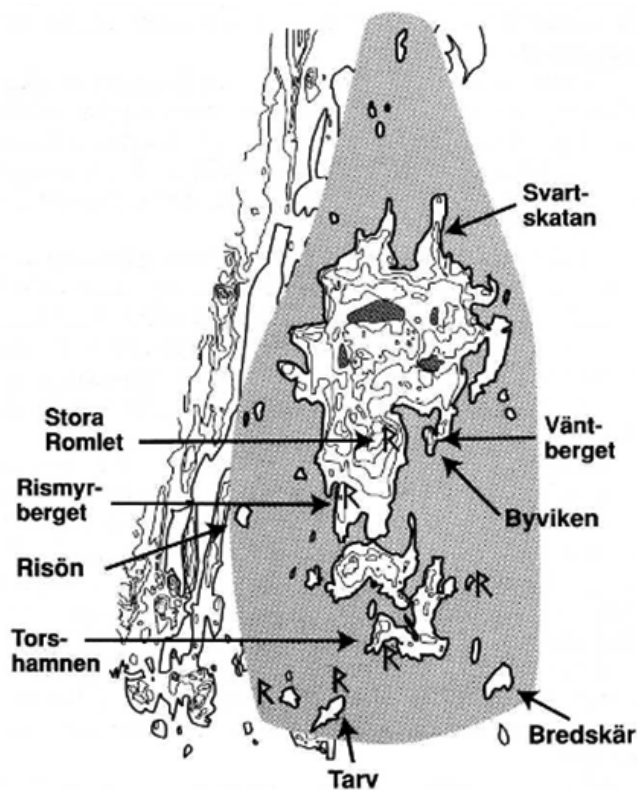 Svart-
skatan
Stora
Romlet
R
Vänt-
berget
Rismyr-
berget
R
Byviken
Risön
R
Tors-
hamnen
R
R
R
Bredskär
Tarv